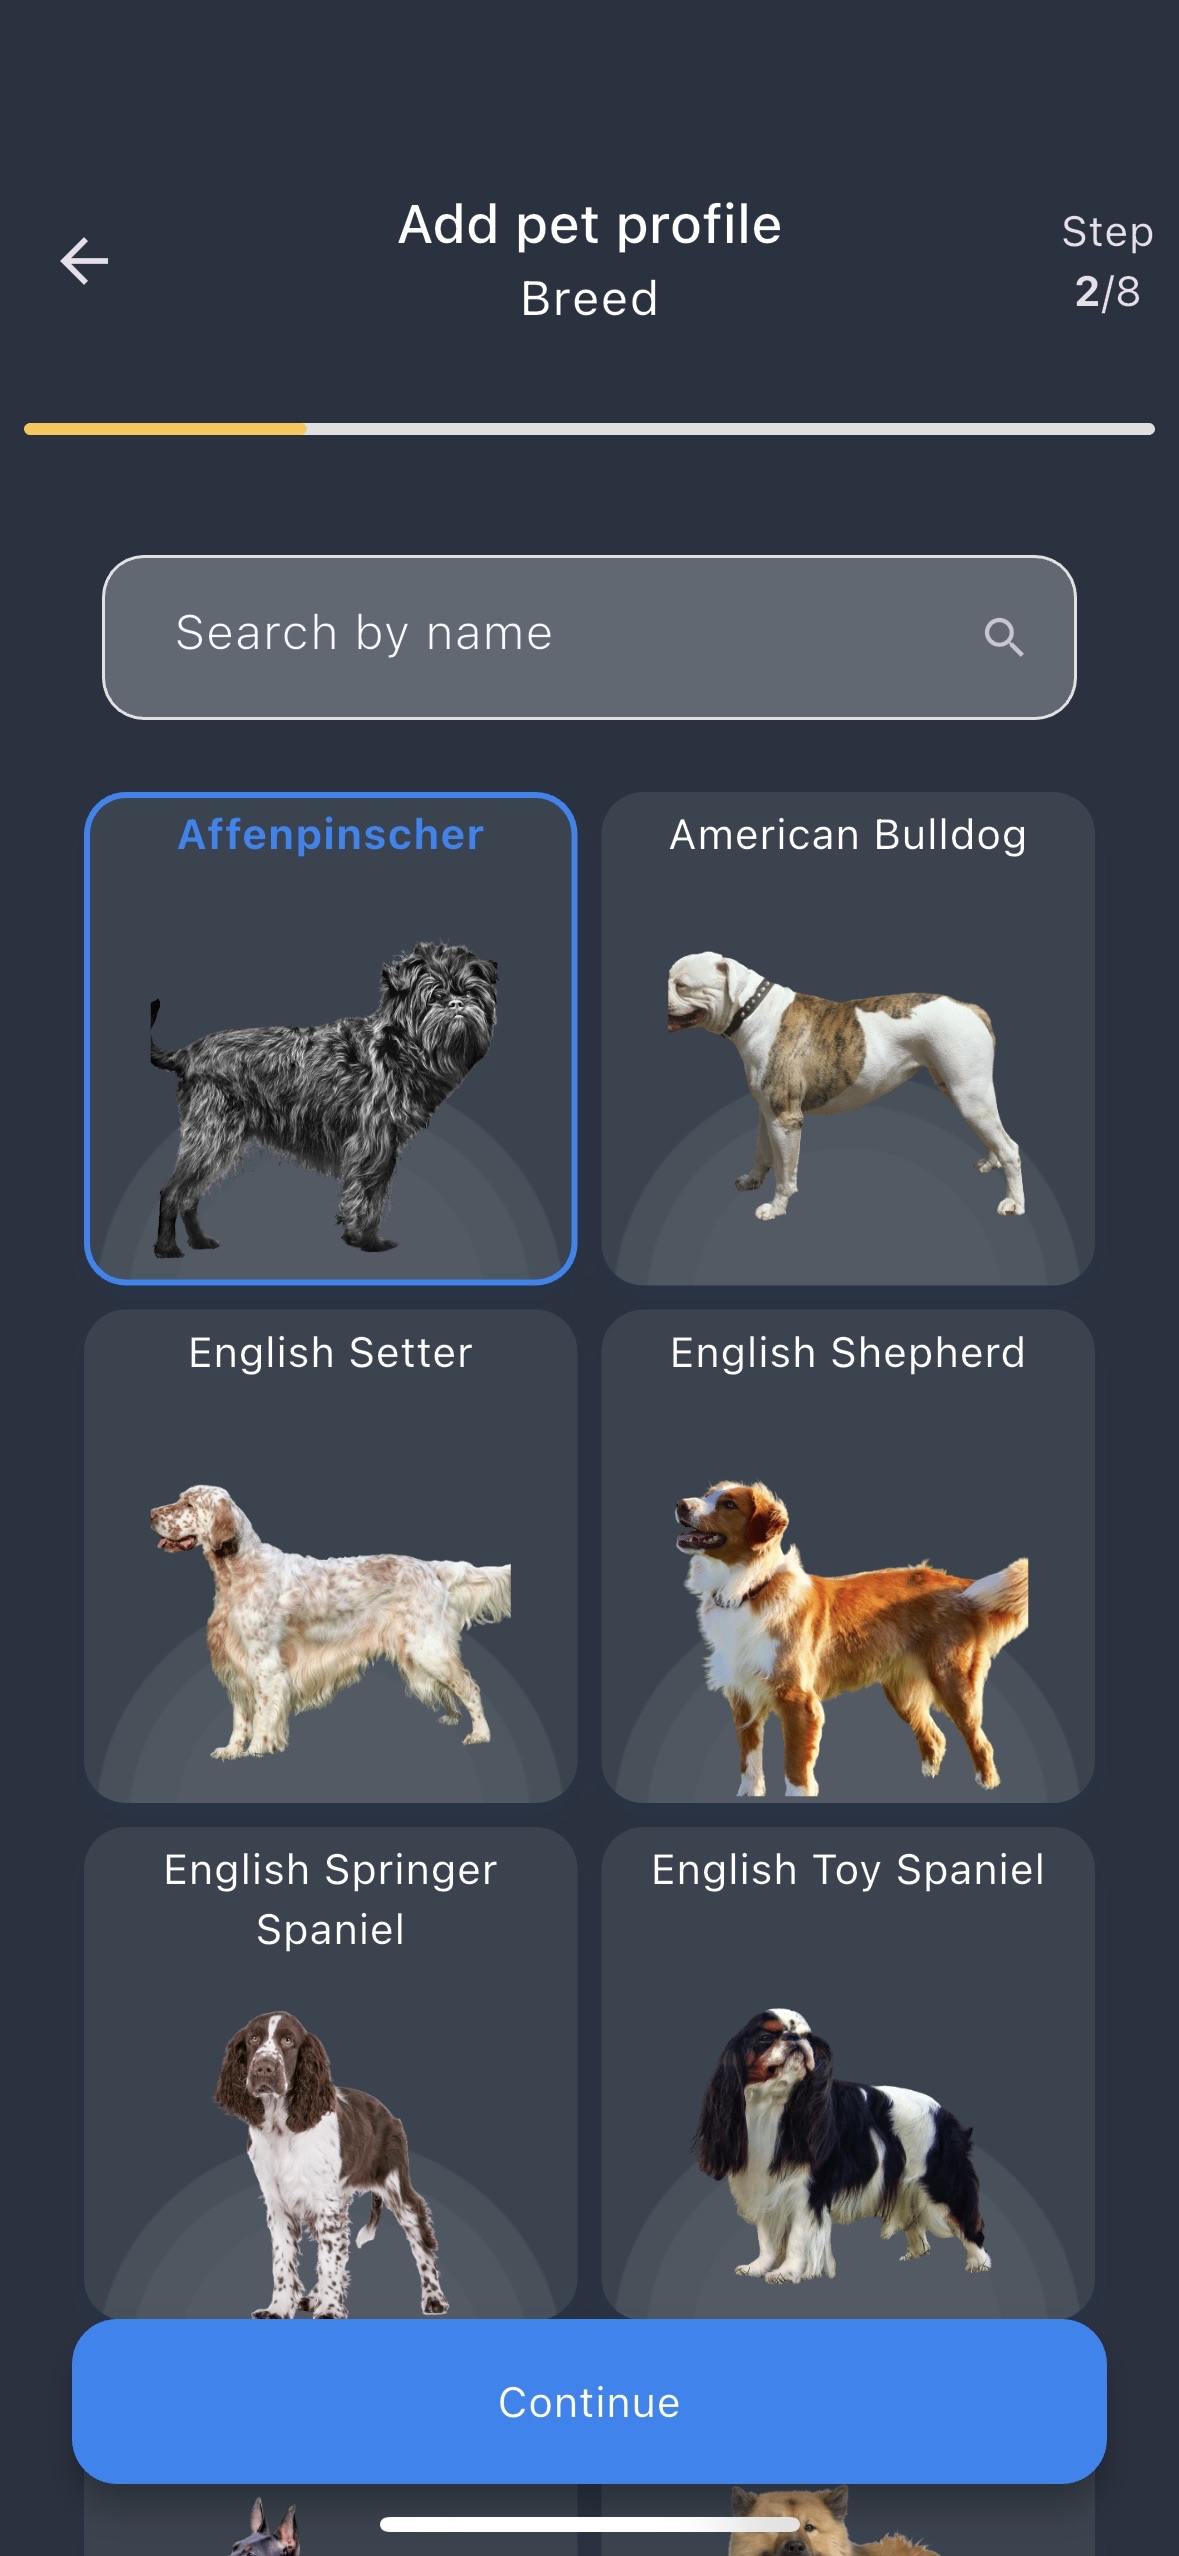 Add pet profile
Breed
Step
2/8
Search by name
Affenpinscher
American Bulldog
English Setter
English Shepherd
English Springer
Spaniel
English Toy Spaniel
Continue